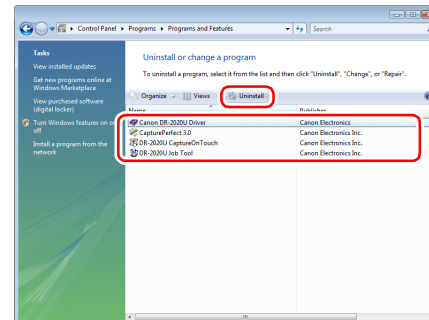 Control Panel ▸ Programs ▸ Programs and Features
Search
Tasks
View installed updates
Get new programs online at
Windows Marketplace
View purchased software
(digital locker)
Turn Windows features on or
off
Install a program from the
network
Uninstall or change a program
To uninstall a program, select it from the list and then click "Uninstall", "Change", or "Repair".
Organize Views Uninstall
Name Publisher
Canon DR-2020U Driver Canon Electronics
CapturePerfect 3.0 Canon Electronics Inc.
DR-2020U CaptureOnTouch Canon Electronics Inc.
DR-2020U Job Tool Canon Electronics Inc.